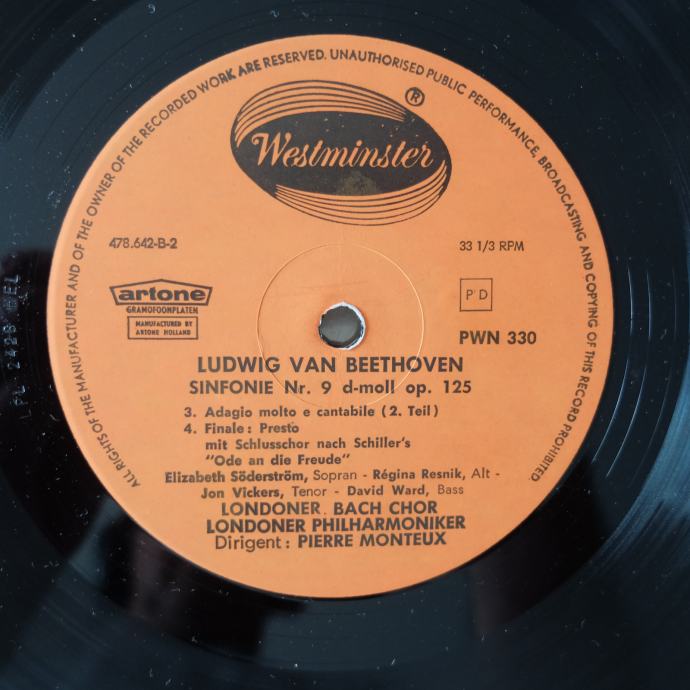 ALL RIGHTS OF THE MANUFACTURER AND OF THE OWNER OF THE RECORDED WORK ARE RESERVED. UNAUTHORISED PUBLIC PERFORMANCE, BROADCASTING AND COPYING OF THIS RECORD PROHIBITED.
Westminster ®
478.642-B-2
33 1/3 RPM
artone
GRAMOFOONPLATEN
MANUFACTURED BY
ARTONE HOLLAND
P'D
PWN 330
LUDWIG VAN BEETHOVEN
SINFONIE Nr. 9 d-moll op. 125
3. Adagio molto e cantabile (2. Teil)
4. Finale: Presto
mit Schlusschor nach Schiller's
"Ode an die Freude"
Elizabeth Söderström, Sopran - Régina Resnik, Alt -
Jon Vickers, Tenor - David Ward, Bass
LONDONER BACH CHOR
LONDONER PHILHARMONIKER
Dirigent: PIERRE MONTEUX